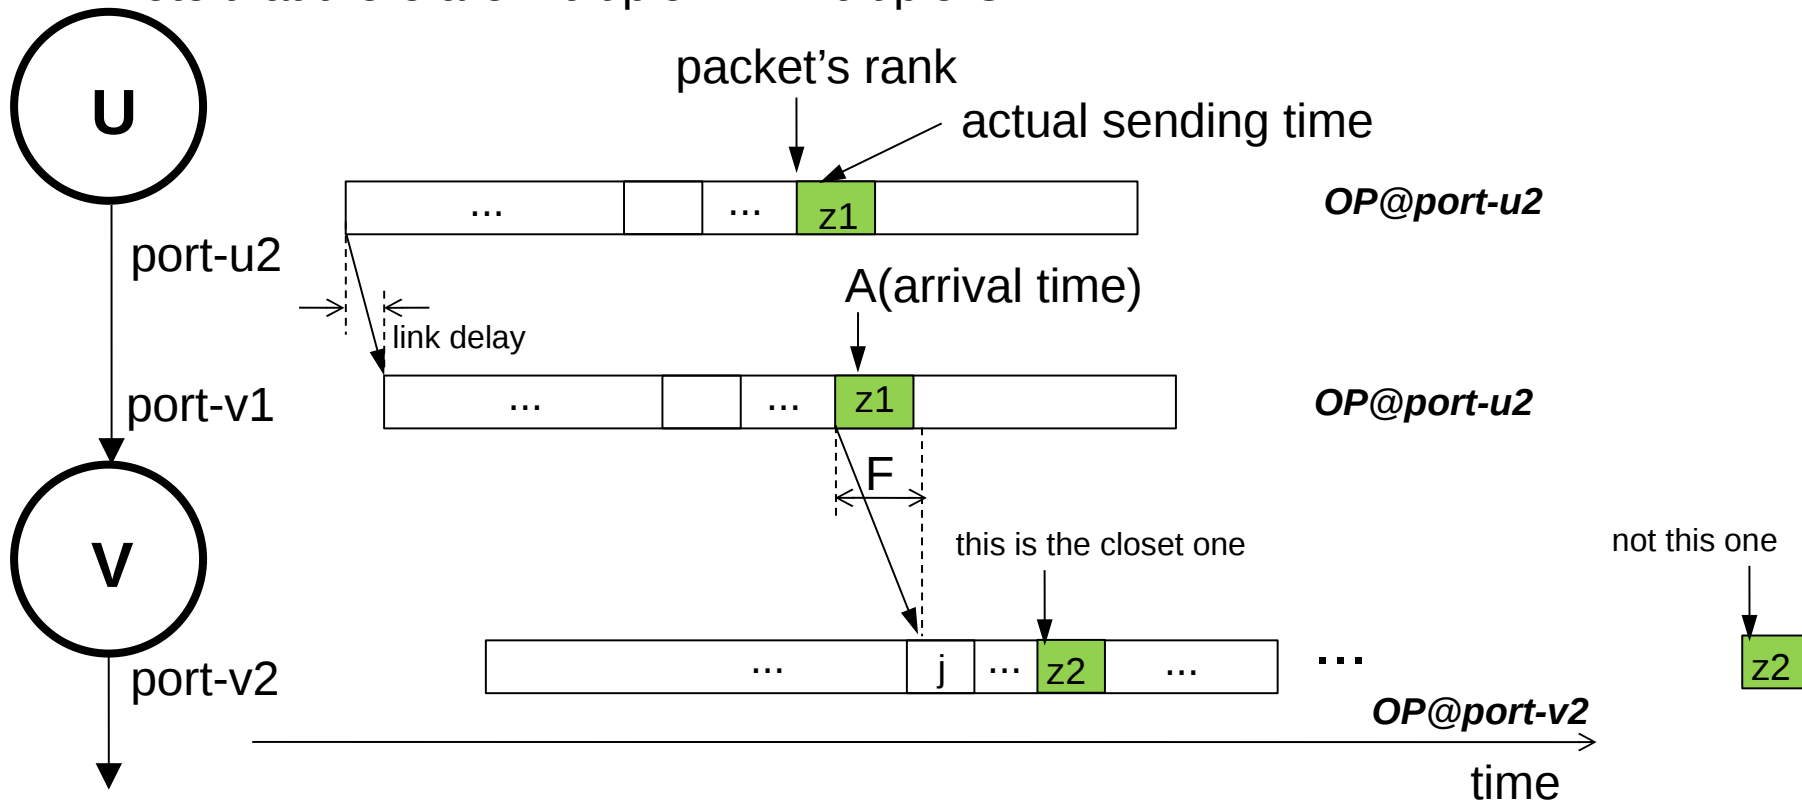 U
packet’s rank
actual sending time
... ... z1
OP@port-u2
port-u2
A(arrival time)
link delay
port-v1
... ... z1
OP@port-u2
F
this is the closet one
not this one
V
port-v2
... j ... z2 ...
...
z2
OP@port-v2
time